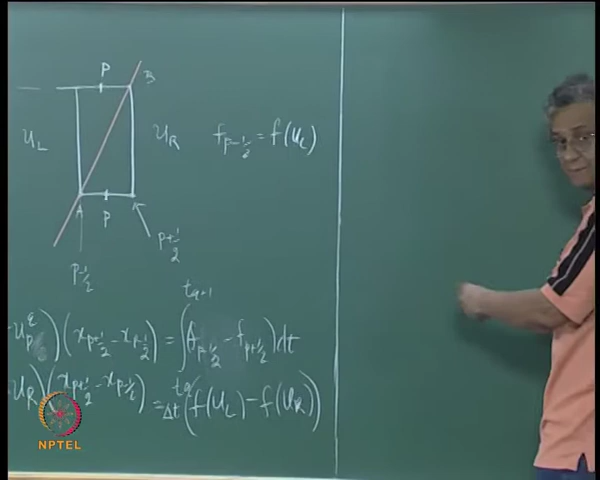 P
B
u_L
u_R
f_{p-1/2} = f(u_L)
A
P
p+1/2
p-1/2
t_{q+1}
)(x_{p+1/2} - x_{p-1/2}) = ∫(f_{p-1/2} - f_{p+1/2})dt
t_q
u_R)(x_{p+1/2} - x_{p-1/2}) = Δt(f(u_L) - f(u_R))
NPTEL